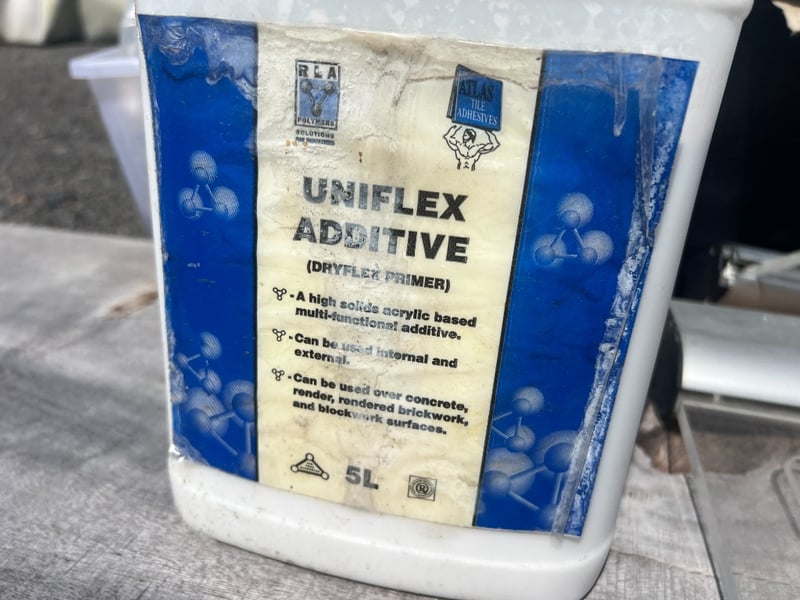 RLA
POLYMERS
SOLUTIONS
FOR INDUSTRIES
ATLAS
TILE
ADHESIVES
UNIFLEX
ADDITIVE
(DRYFLEX PRIMER)
-A high solids acrylic based
multi-functional additive.
-Can be used internal and
external.
-Can be used over concrete,
render, rendered brickwork,
and blockwork surfaces.
5L